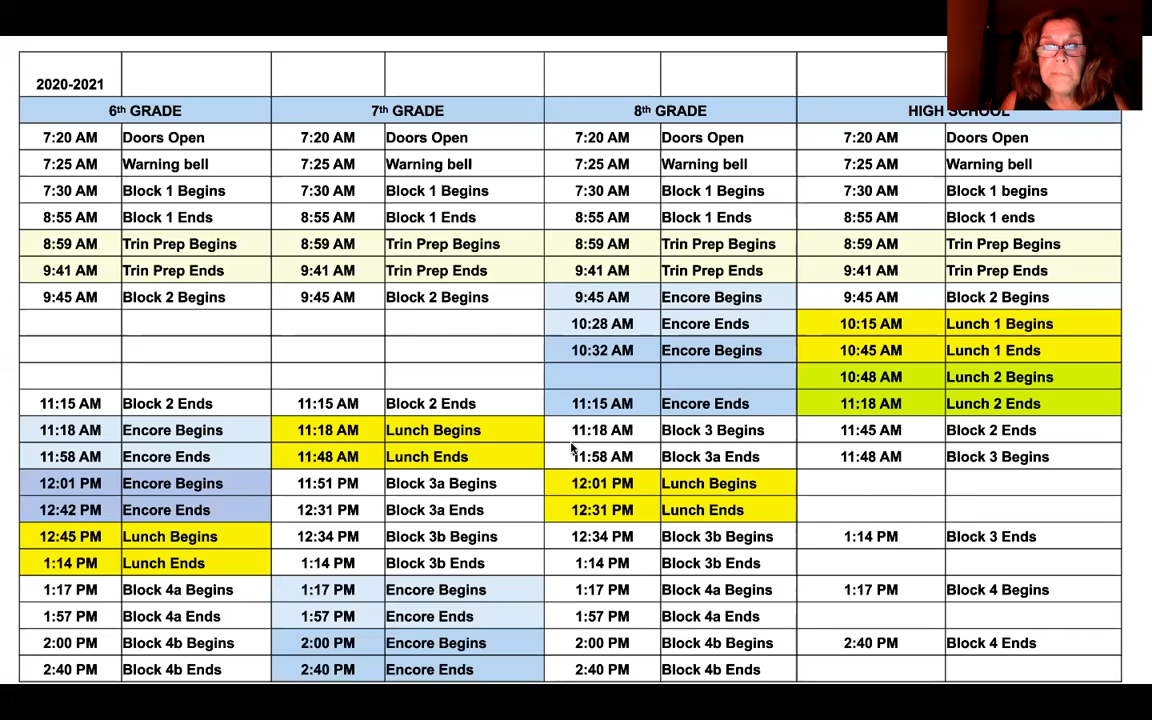 2020-2021
6th GRADE 7th GRADE 8th GRADE HIGH SCHOOL
7:20 AM Doors Open 7:20 AM Doors Open 7:20 AM Doors Open 7:20 AM Doors Open
7:25 AM Warning bell 7:25 AM Warning bell 7:25 AM Warning bell 7:25 AM Warning bell
7:30 AM Block 1 Begins 7:30 AM Block 1 Begins 7:30 AM Block 1 Begins 7:30 AM Block 1 begins
8:55 AM Block 1 Ends 8:55 AM Block 1 Ends 8:55 AM Block 1 Ends 8:55 AM Block 1 ends
8:59 AM Trin Prep Begins 8:59 AM Trin Prep Begins 8:59 AM Trin Prep Begins 8:59 AM Trin Prep Begins
9:41 AM Trin Prep Ends 9:41 AM Trin Prep Ends 9:41 AM Trin Prep Ends 9:41 AM Trin Prep Ends
9:45 AM Block 2 Begins 9:45 AM Block 2 Begins 9:45 AM Encore Begins 9:45 AM Block 2 Begins
10:28 AM Encore Ends 10:15 AM Lunch 1 Begins
10:32 AM Encore Begins 10:45 AM Lunch 1 Ends
10:48 AM Lunch 2 Begins
11:15 AM Block 2 Ends 11:15 AM Block 2 Ends 11:15 AM Encore Ends 11:18 AM Lunch 2 Ends
11:18 AM Encore Begins 11:18 AM Lunch Begins 11:18 AM Block 3 Begins 11:45 AM Block 2 Ends
11:58 AM Encore Ends 11:48 AM Lunch Ends 11:58 AM Block 3a Ends 11:48 AM Block 3 Begins
12:01 PM Encore Begins 11:51 PM Block 3a Begins 12:01 PM Lunch Begins
12:42 PM Encore Ends 12:31 PM Block 3a Ends 12:31 PM Lunch Ends
12:45 PM Lunch Begins 12:34 PM Block 3b Begins 12:34 PM Block 3b Begins 1:14 PM Block 3 Ends
1:14 PM Lunch Ends 1:14 PM Block 3b Ends 1:14 PM Block 3b Ends
1:17 PM Block 4a Begins 1:17 PM Encore Begins 1:17 PM Block 4a Begins 1:17 PM Block 4 Begins
1:57 PM Block 4a Ends 1:57 PM Encore Ends 1:57 PM Block 4a Ends
2:00 PM Block 4b Begins 2:00 PM Encore Begins 2:00 PM Block 4b Begins 2:40 PM Block 4 Ends
2:40 PM Block 4b Ends 2:40 PM Encore Ends 2:40 PM Block 4b Ends